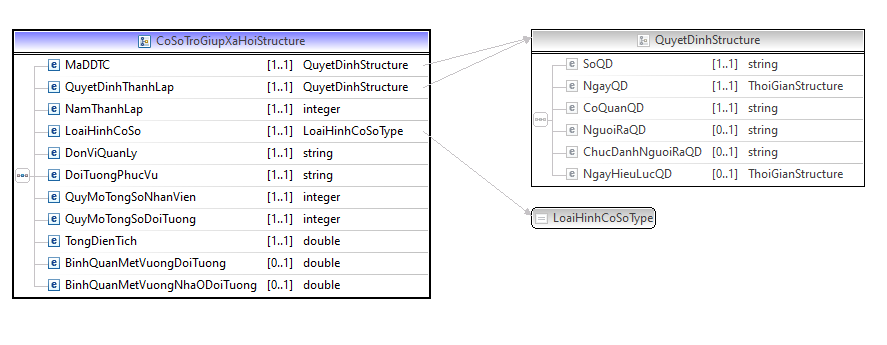 CoSoTroGiupXaHoiStructure
MaDDTC [1..1] QuyetDinhStructure
QuyetDinhThanhLap [1..1] QuyetDinhStructure
NamThanhLap [1..1] integer
LoaiHinhCoSo [1..1] LoaiHinhCoSoType
DonViQuanLy [1..1] string
DoiTuongPhucVu [1..1] string
QuyMoTongSoNhanVien [1..1] integer
QuyMoTongSoDoiTuong [1..1] integer
TongDienTich [1..1] double
BinhQuanMetVuongDoiTuong [0..1] double
BinhQuanMetVuongNhaODoiTuong [0..1] double
QuyetDinhStructure
SoQD [1..1] string
NgayQD [1..1] ThoiGianStructure
CoQuanQD [1..1] string
NguoiRaQD [0..1] string
ChucDanhNguoiRaQD [0..1] string
NgayHieuLucQD [0..1] ThoiGianStructure
LoaiHinhCoSoType